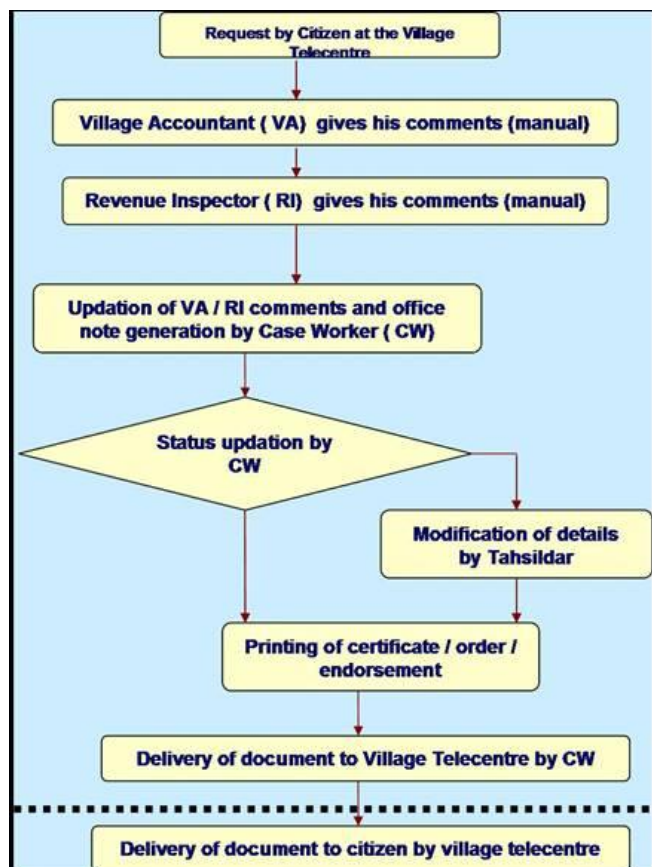 Request by Citizen at the Village
Telecentre
Village Accountant ( VA)  gives his comments (manual)
Revenue Inspector ( RI)  gives his comments (manual)
Updation of VA / RI comments and office
note generation by Case Worker ( CW)
Status updation by
CW
Modification of details
by Tahsildar
Printing of certificate / order /
endorsement
Delivery of document to Village Telecentre by CW
Delivery of document to citizen by village telecentre